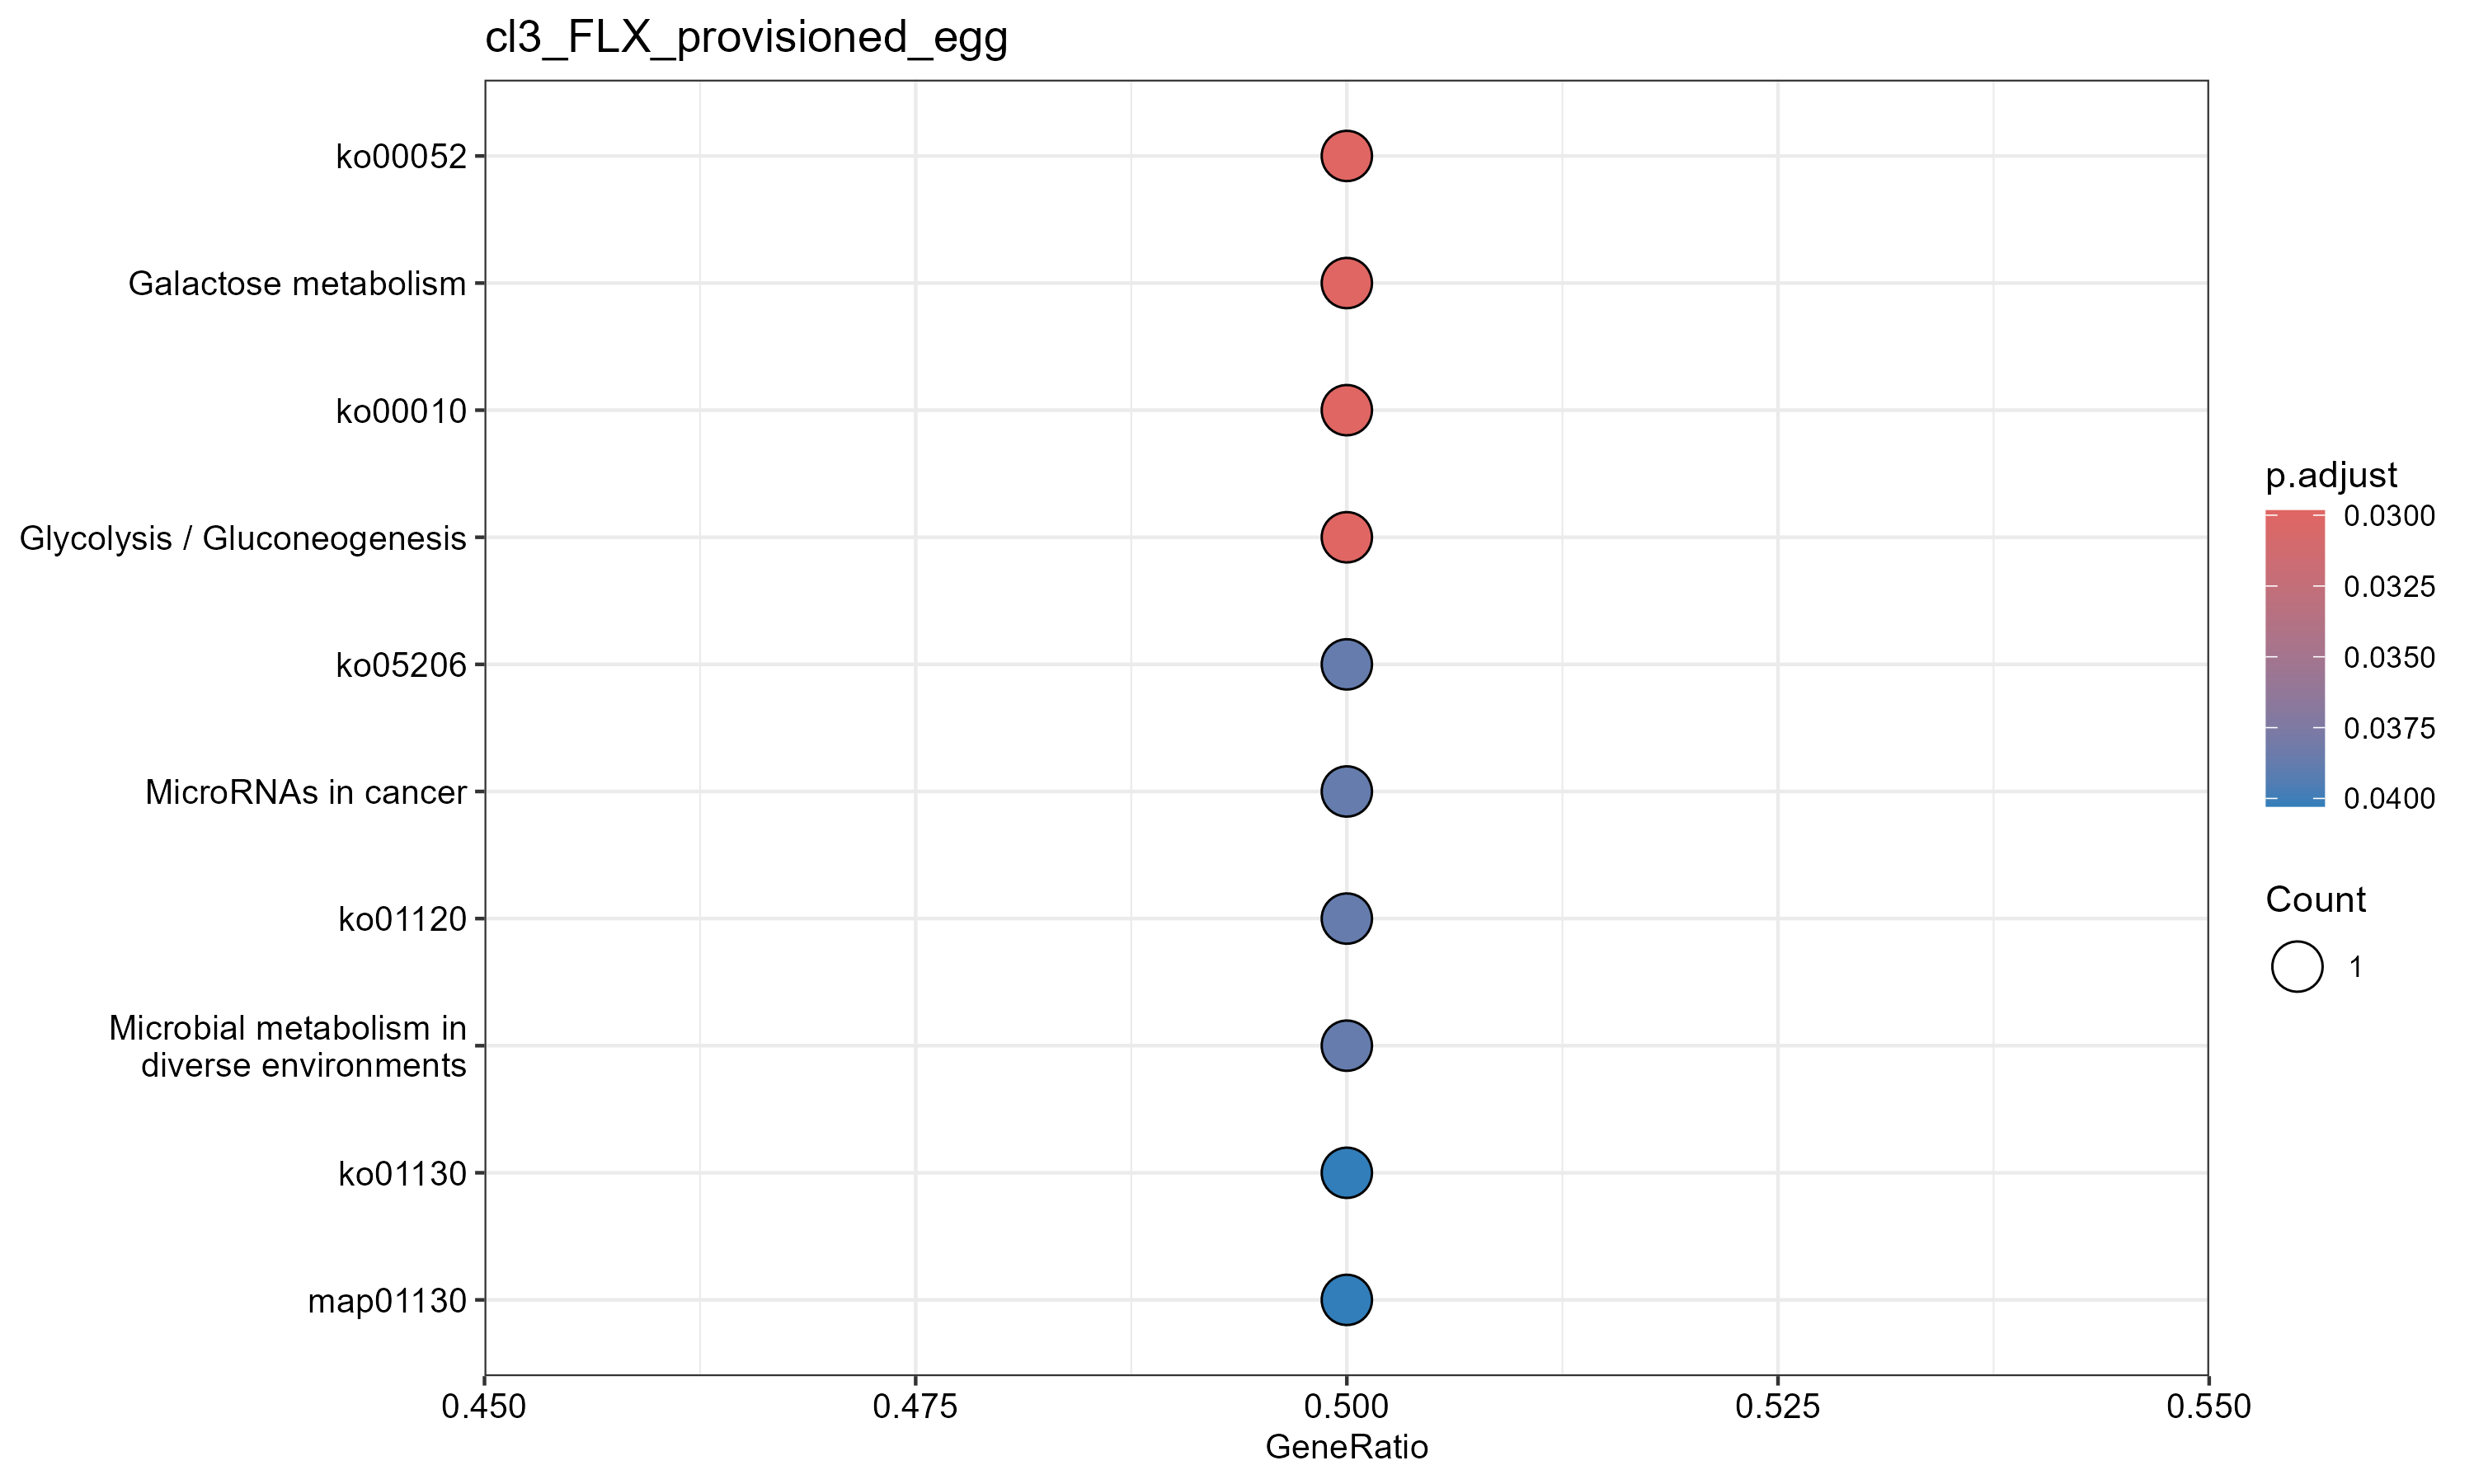 cl3_FLX_provisioned_egg
ko00052
Galactose metabolism
ko00010
Glycolysis / Gluconeogenesis
ko05206
MicroRNAs in cancer
ko01120
Microbial metabolism in
diverse environments
ko01130
map01130
0.450
0.475
0.500
0.525
0.550
GeneRatio
p.adjust
0.0300
0.0325
0.0350
0.0375
0.0400
Count
1